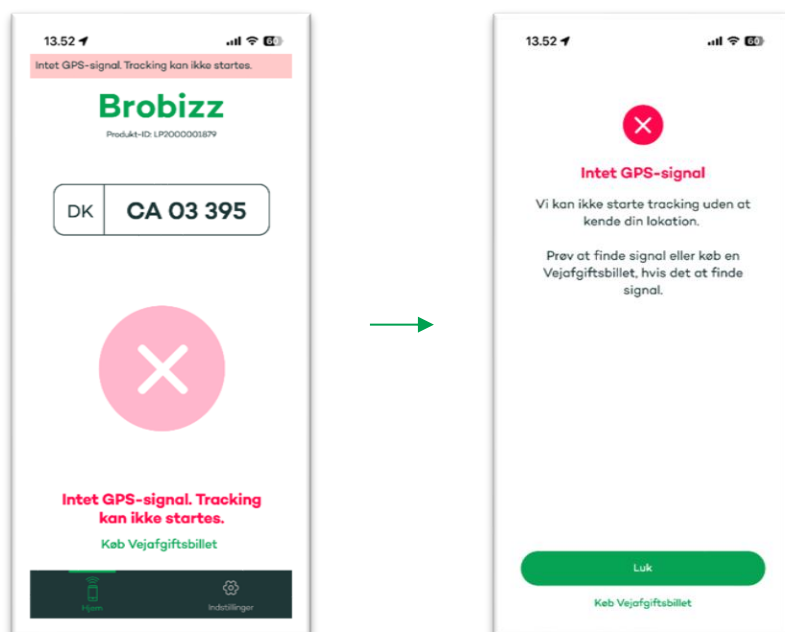 13.52
60
Intet GPS-signal. Tracking kan ikke startes.
Brobizz
Produkt-ID: LP2000001879
DK CA 03 395
Intet GPS-signal. Tracking
kan ikke startes.
Køb Vejafgiftsbillet
Hjem
Indstillinger
13.52
60
Intet GPS-signal
Vi kan ikke starte tracking uden at
kende din lokation.
Prøv at finde signal eller køb en
Vejafgiftsbillet, hvis det at finde
signal.
Luk
Køb Vejafgiftsbillet